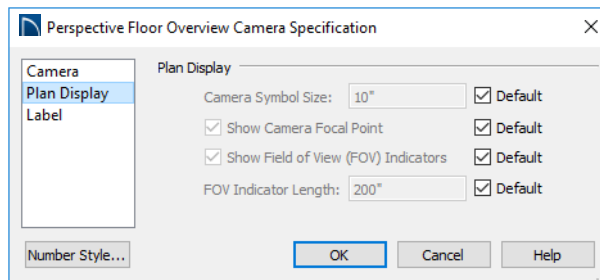 Perspective Floor Overview Camera Specification
Camera
Plan Display
Label
Plan Display
Camera Symbol Size: 10" Default
Show Camera Focal Point Default
Show Field of View (FOV) Indicators Default
FOV Indicator Length: 200" Default
Number Style... OK Cancel Help